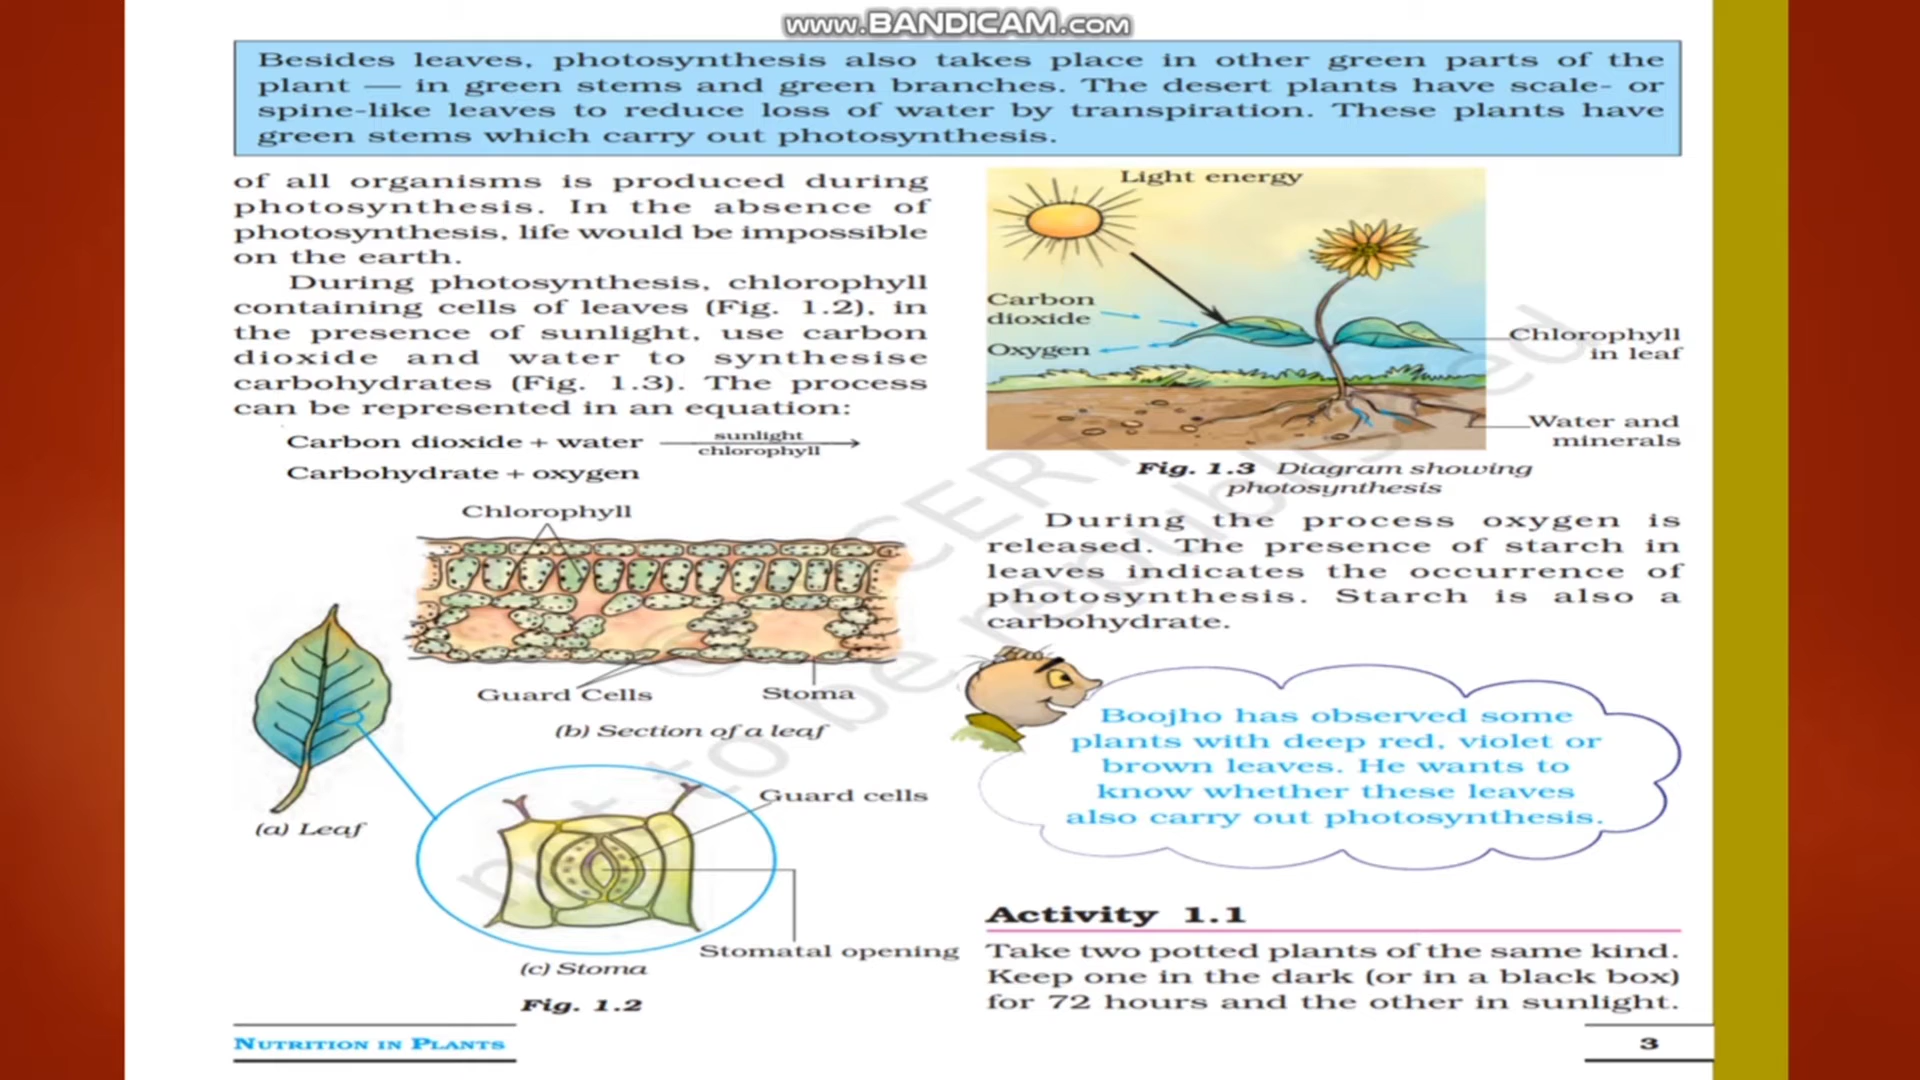 www.BANDICAM.com
Besides leaves, photosynthesis also takes place in other green parts of the
plant — in green stems and green branches. The desert plants have scale- or
spine-like leaves to reduce loss of water by transpiration. These plants have
green stems which carry out photosynthesis.
of all organisms is produced during
photosynthesis. In the absence of
photosynthesis, life would be impossible
on the earth.
During photosynthesis, chlorophyll
containing cells of leaves (Fig. 1.2), in
the presence of sunlight, use carbon
dioxide and water to synthesise
carbohydrates (Fig. 1.3). The process
can be represented in an equation:
Carbon dioxide + water
sunlight
chlorophyll
Carbohydrate + oxygen
Chlorophyll
Guard Cells
Stoma
(b) Section of a leaf
(a) Leaf
Guard cells
Stomatal opening
(c) Stoma
Fig. 1.2
Light energy
Carbon
dioxide
Oxygen
Chlorophyll
in leaf
Water and
minerals
Fig. 1.3 Diagram showing
photosynthesis
During the process oxygen is
released. The presence of starch in
leaves indicates the occurrence of
photosynthesis. Starch is also a
carbohydrate.
Boojho has observed some
plants with deep red, violet or
brown leaves. He wants to
know whether these leaves
also carry out photosynthesis.
Activity 1.1
Take two potted plants of the same kind.
Keep one in the dark (or in a black box)
for 72 hours and the other in sunlight.
NUTRITION IN PLANTS
3
not to be republished